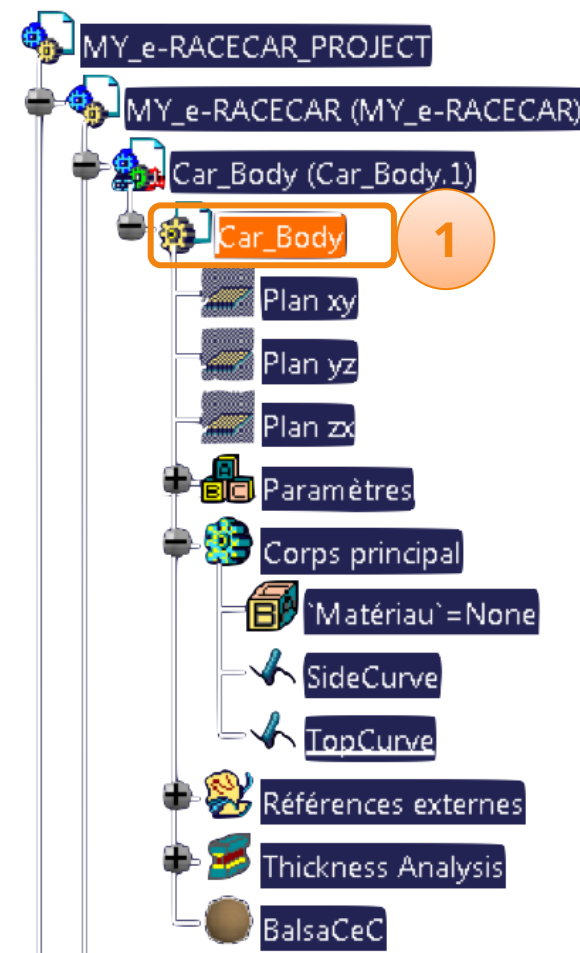 MY_e-RACECAR_PROJECT
MY_e-RACECAR (MY_e-RACECAR)
Car_Body (Car_Body.1)
Car_Body
1
Plan xy
Plan yz
Plan zx
Paramètres
Corps principal
`Matériau`=None
SideCurve
TopCurve
Références externes
Thickness Analysis
BalsaCeC